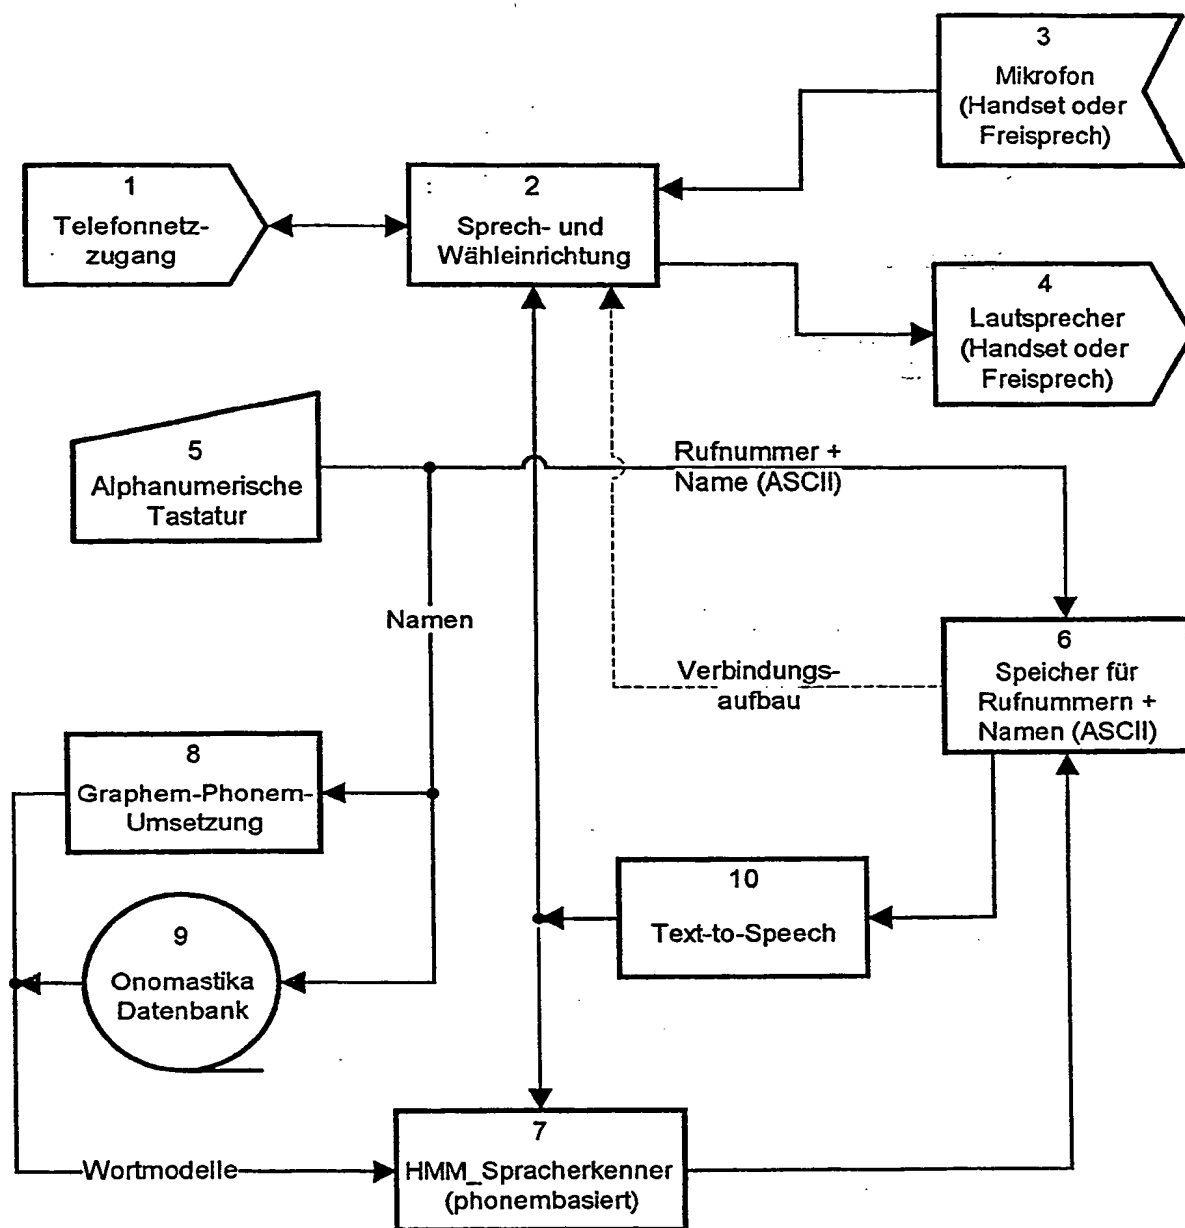 3
Mikrofon
(Handset oder
Freisprech)
1
Telefonnetz-
zugang
2
Sprech- und
Wähleinrichtung
4
Lautsprecher
(Handset oder
Freisprech)
5
Alphanumerische
Tastatur
Rufnummer +
Name (ASCII)
Namen
6
Speicher für
Rufnummern +
Namen (ASCII)
Verbindungs-
aufbau
8
Graphem-Phonem-
Umsetzung
10
Text-to-Speech
9
Onomastika
Datenbank
7
HMM_Spracherkenner
(phonembasiert)
Wortmodelle